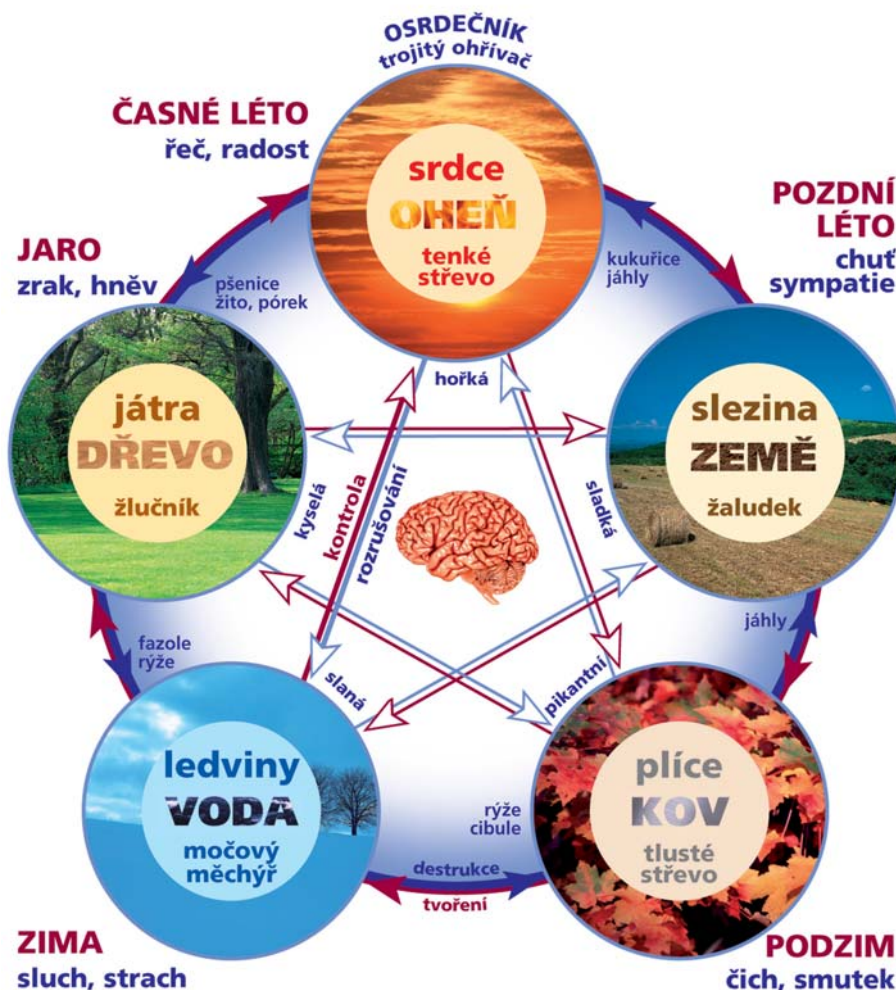 OSRDEČNÍK
trojitý ohřívač
ČASNÉ LÉTO
řeč, radost
srdce
OHEŇ
tenké
střevo
POZDNÍ
LÉTO
chuť
sympatie
JARO
zrak, hněv
pšenice
žito, pórek
kukuřice
jáhly
hořká
játra
DŘEVO
žlučník
slezina
ZEMĚ
žaludek
kyselá
kontrola
rozrušování
sladká
fazole
rýže
jáhly
slaná
pikantní
ledviny
VODA
močový
měchýř
plíce
KOV
tlusté
střevo
rýže
cibule
destrukce
tvoření
ZIMA
sluch, strach
PODZIM
čich, smutek